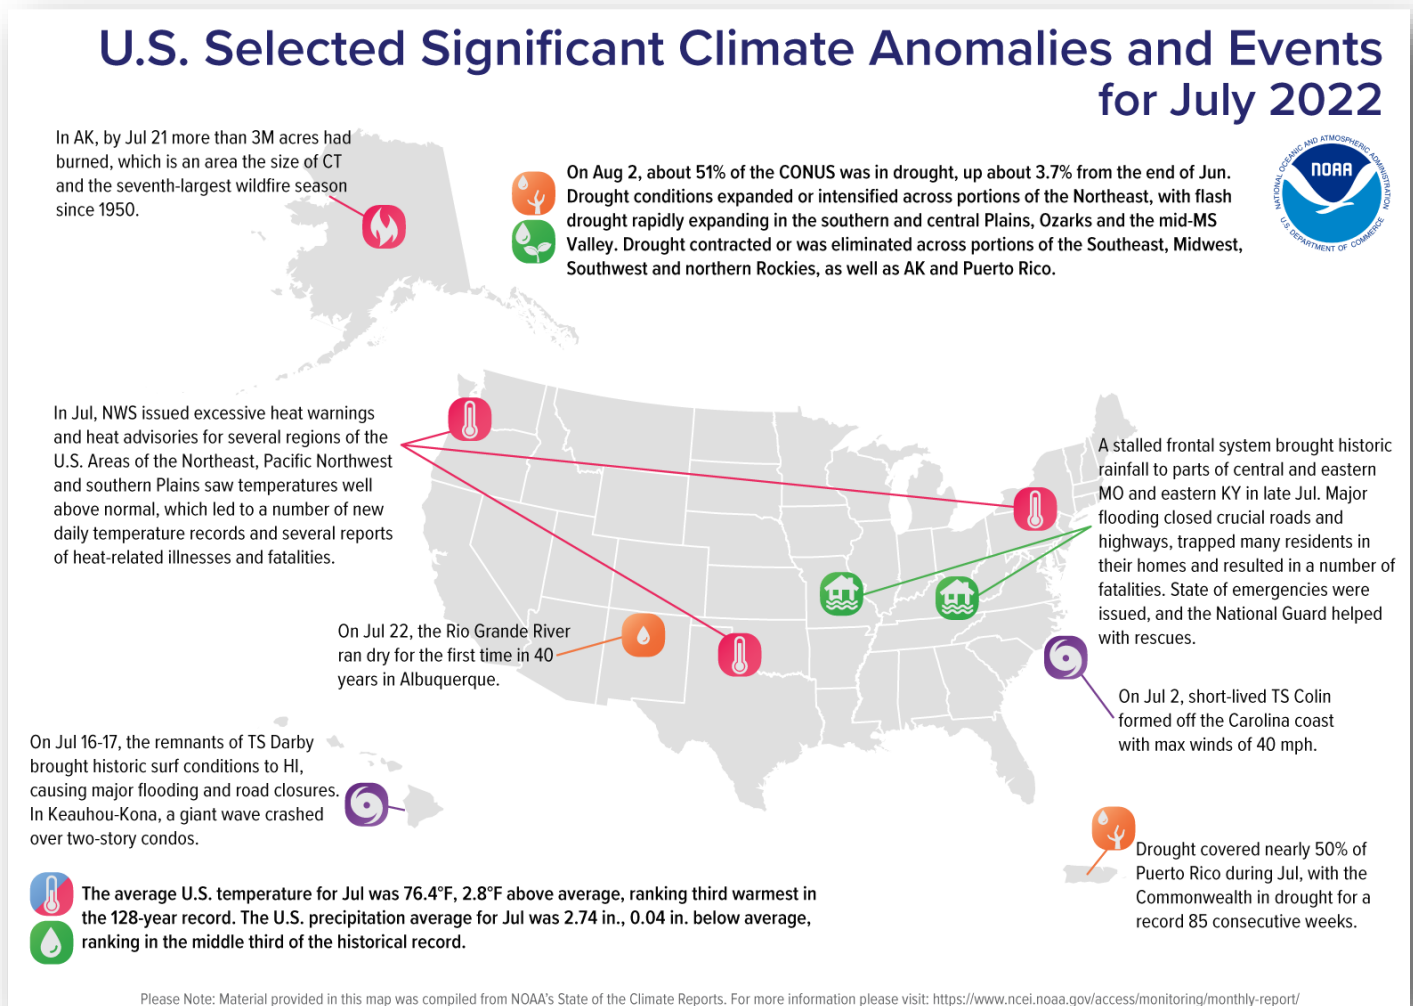 U.S. Selected Significant Climate Anomalies and Events
for July 2022
In AK, by Jul 21 more than 3M acres had
burned, which is an area the size of CT
and the seventh-largest wildfire season
since 1950.
On Aug 2, about 51% of the CONUS was in drought, up about 3.7% from the end of Jun.
Drought conditions expanded or intensified across portions of the Northeast, with flash
drought rapidly expanding in the southern and central Plains, Ozarks and the mid-MS
Valley. Drought contracted or was eliminated across portions of the Southeast, Midwest,
Southwest and northern Rockies, as well as AK and Puerto Rico.
NATIONAL OCEANIC AND ATMOSPHERIC ADMINISTRATION
NOAA
U.S. DEPARTMENT OF COMMERCE
In Jul, NWS issued excessive heat warnings
and heat advisories for several regions of the
U.S. Areas of the Northeast, Pacific Northwest
and southern Plains saw temperatures well
above normal, which led to a number of new
daily temperature records and several reports
of heat-related illnesses and fatalities.
A stalled frontal system brought historic
rainfall to parts of central and eastern
MO and eastern KY in late Jul. Major
flooding closed crucial roads and
highways, trapped many residents in
their homes and resulted in a number of
fatalities. State of emergencies were
issued, and the National Guard helped
with rescues.
On Jul 22, the Rio Grande River
ran dry for the first time in 40
years in Albuquerque.
On Jul 2, short-lived TS Colin
formed off the Carolina coast
with max winds of 40 mph.
On Jul 16-17, the remnants of TS Darby
brought historic surf conditions to HI,
causing major flooding and road closures.
In Keauhou-Kona, a giant wave crashed
over two-story condos.
Drought covered nearly 50% of
Puerto Rico during Jul, with the
Commonwealth in drought for a
record 85 consecutive weeks.
The average U.S. temperature for Jul was 76.4°F, 2.8°F above average, ranking third warmest in
the 128-year record. The U.S. precipitation average for Jul was 2.74 in., 0.04 in. below average,
ranking in the middle third of the historical record.
Please Note: Material provided in this map was compiled from NOAA's State of the Climate Reports. For more information please visit: https://www.ncei.noaa.gov/access/monitoring/monthly-report/